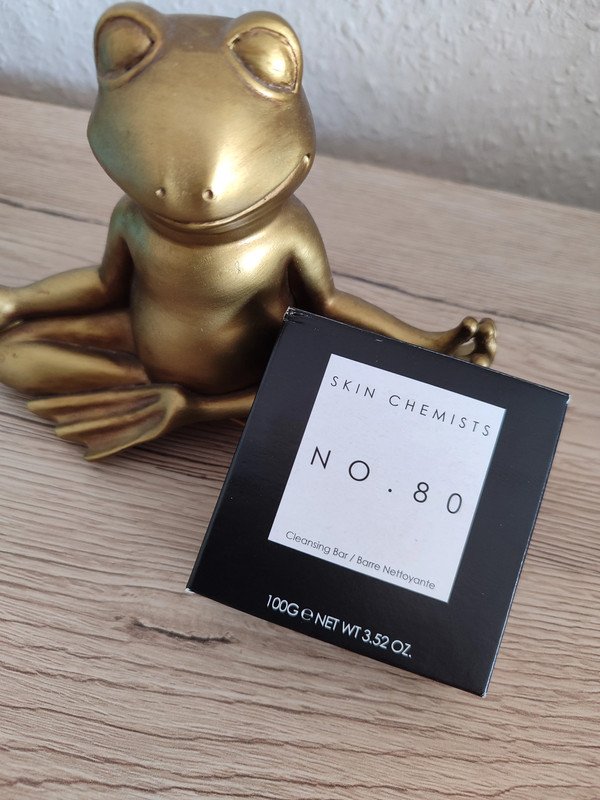 SKIN CHEMISTS
NO.80
Cleansing Bar / Barre Nettoyante
100G ℮ NET WT 3.52 OZ.